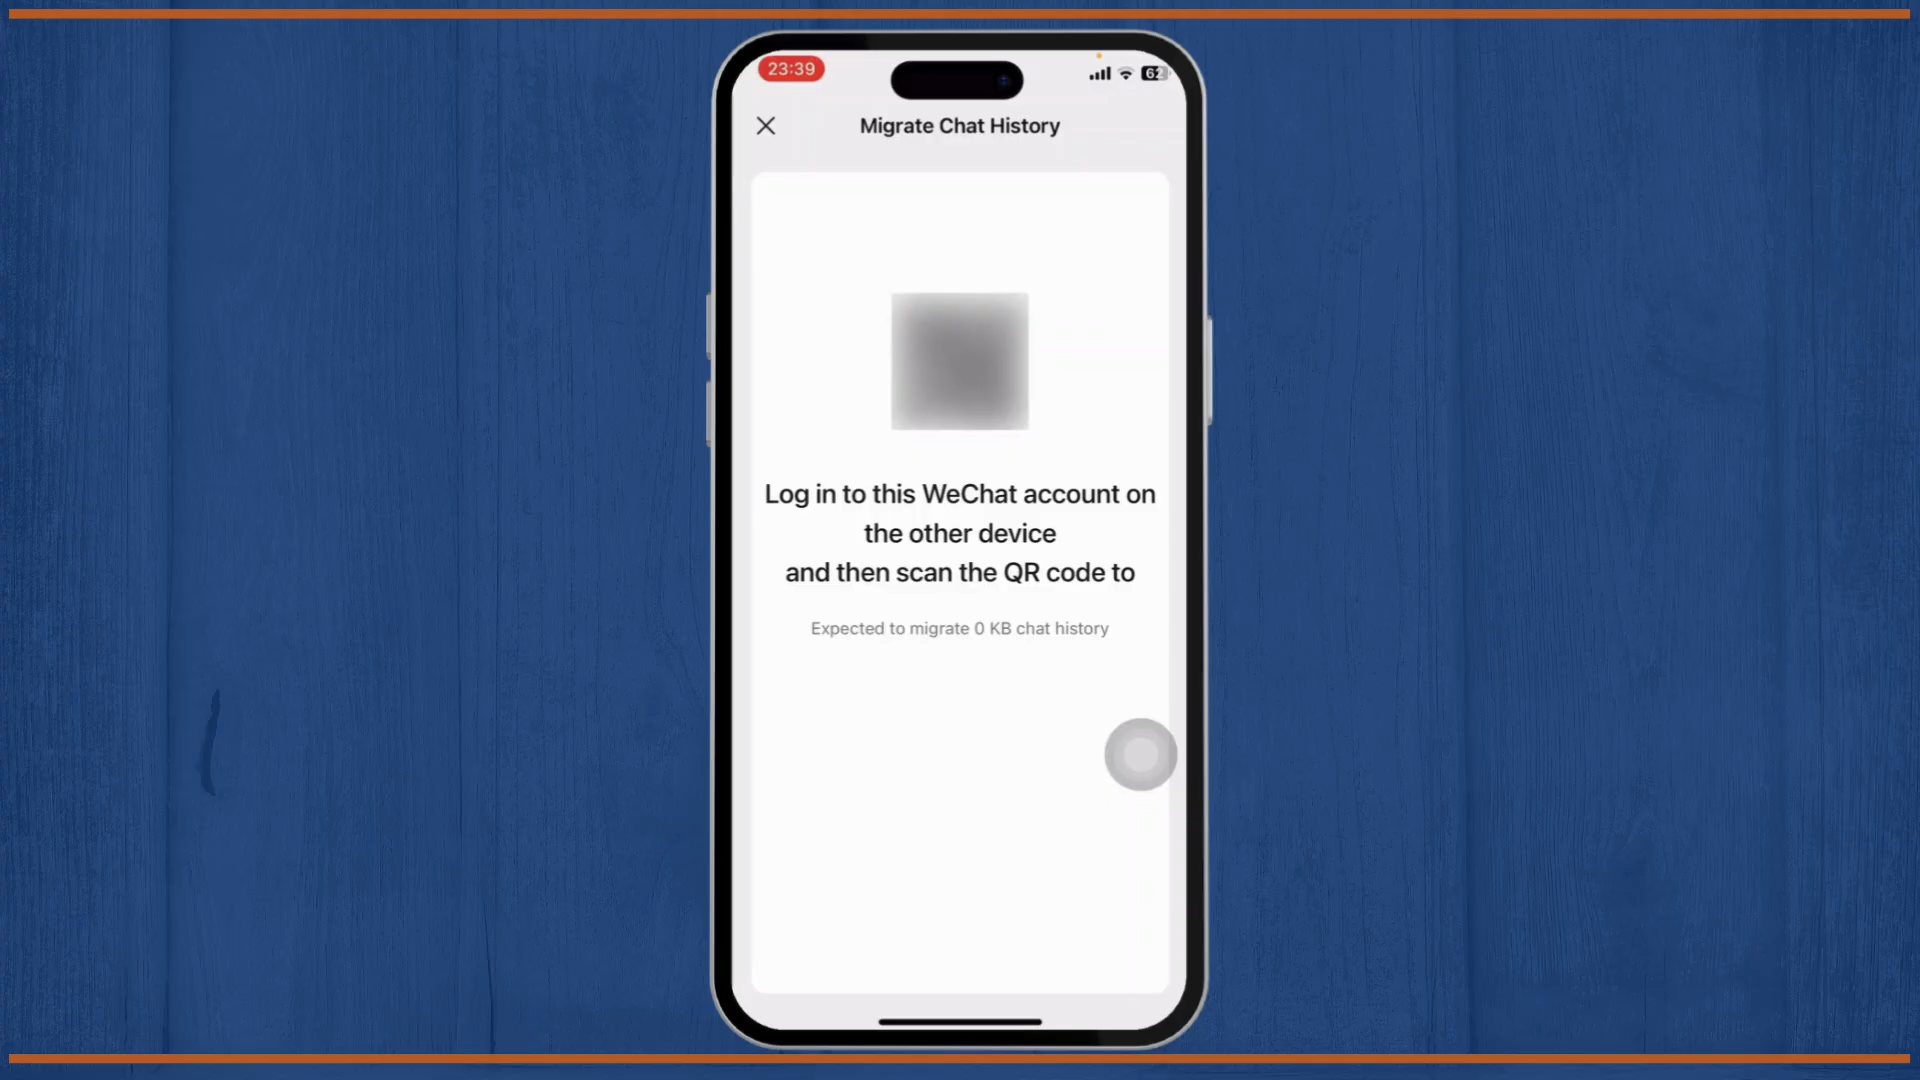 23:39
62
Migrate Chat History
Log in to this WeChat account on
the other device
and then scan the QR code to
Expected to migrate 0 KB chat history